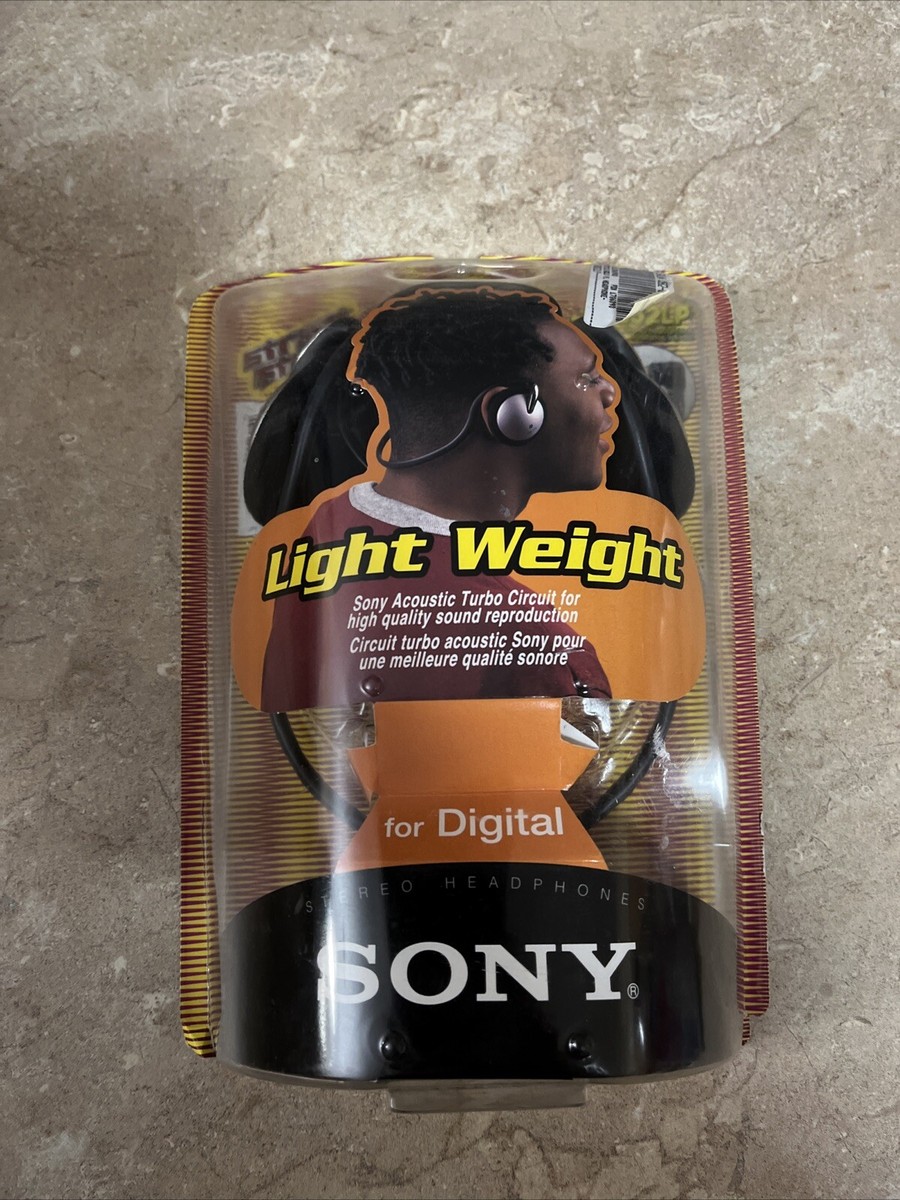 Light Weight
Sony Acoustic Turbo Circuit for
high quality sound reproduction
Circuit turbo acoustic Sony pour
une meilleure qualité sonore
for Digital
STEREO HEADPHONES
SONY®